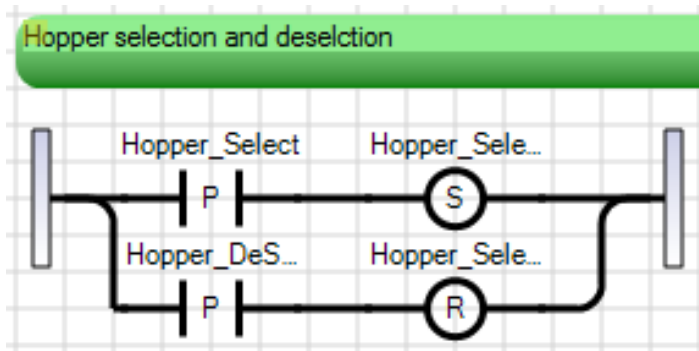 Hopper selection and deselction
Hopper_Select Hopper_Sele...
P S
Hopper_DeS... Hopper_Sele...
P R